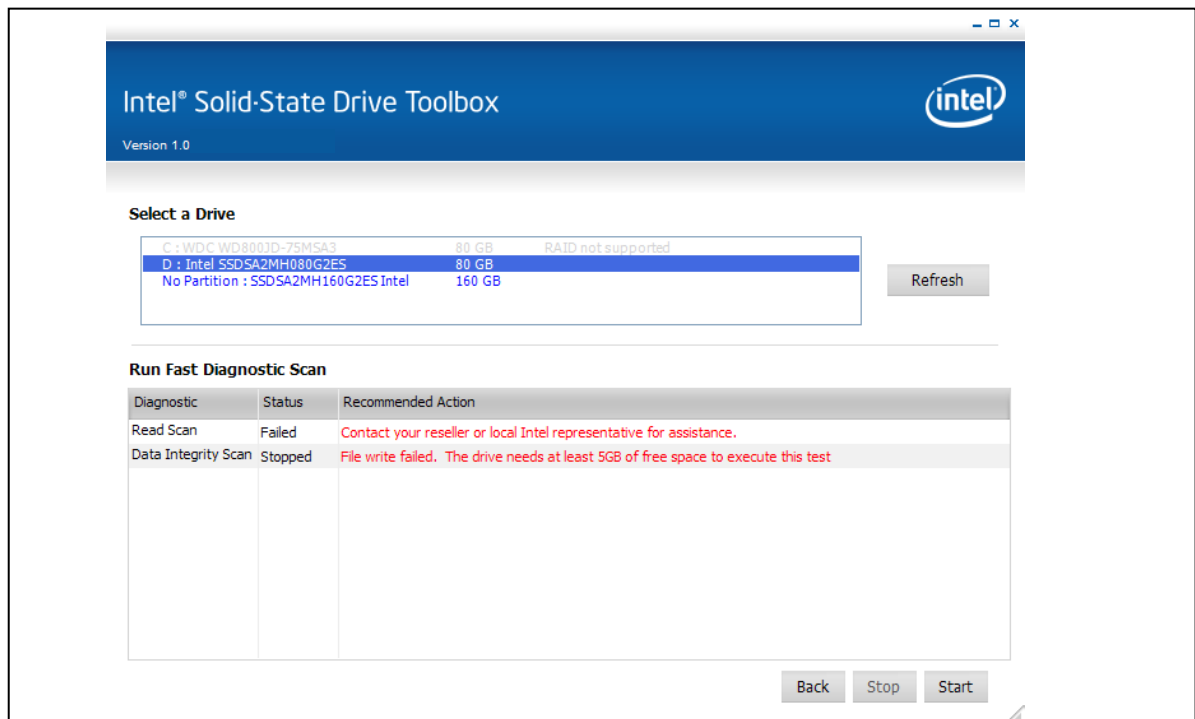 Intel® Solid-State Drive Toolbox
intel
Version 1.0
Select a Drive
C : WDC WD800JD-75MSA3 80 GB RAID not supported
D : Intel SSDSA2MH080G2ES 80 GB
No Partition : SSDSA2MH160G2ES Intel 160 GB
Refresh
Run Fast Diagnostic Scan
Diagnostic Status Recommended Action
Read Scan Failed Contact your reseller or local Intel representative for assistance.
Data Integrity Scan Stopped File write failed. The drive needs at least 5GB of free space to execute this test
Back Stop Start